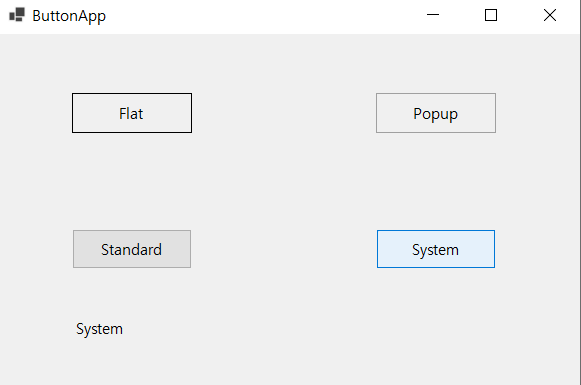 ButtonApp
Flat
Popup
Standard
System
System